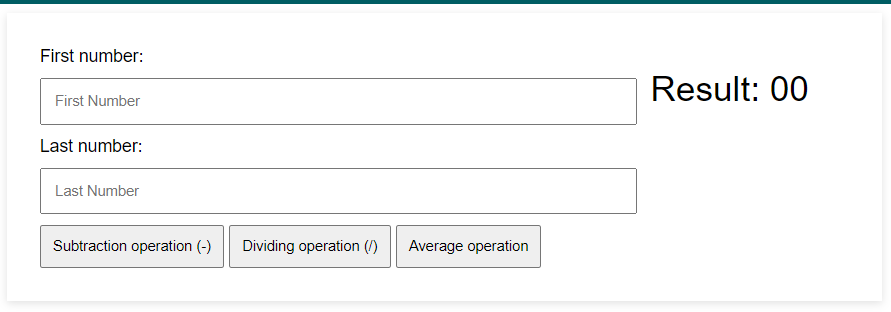 First number:
First Number
Result: 00
Last number:
Last Number
Subtraction operation (-) Dividing operation (/) Average operation